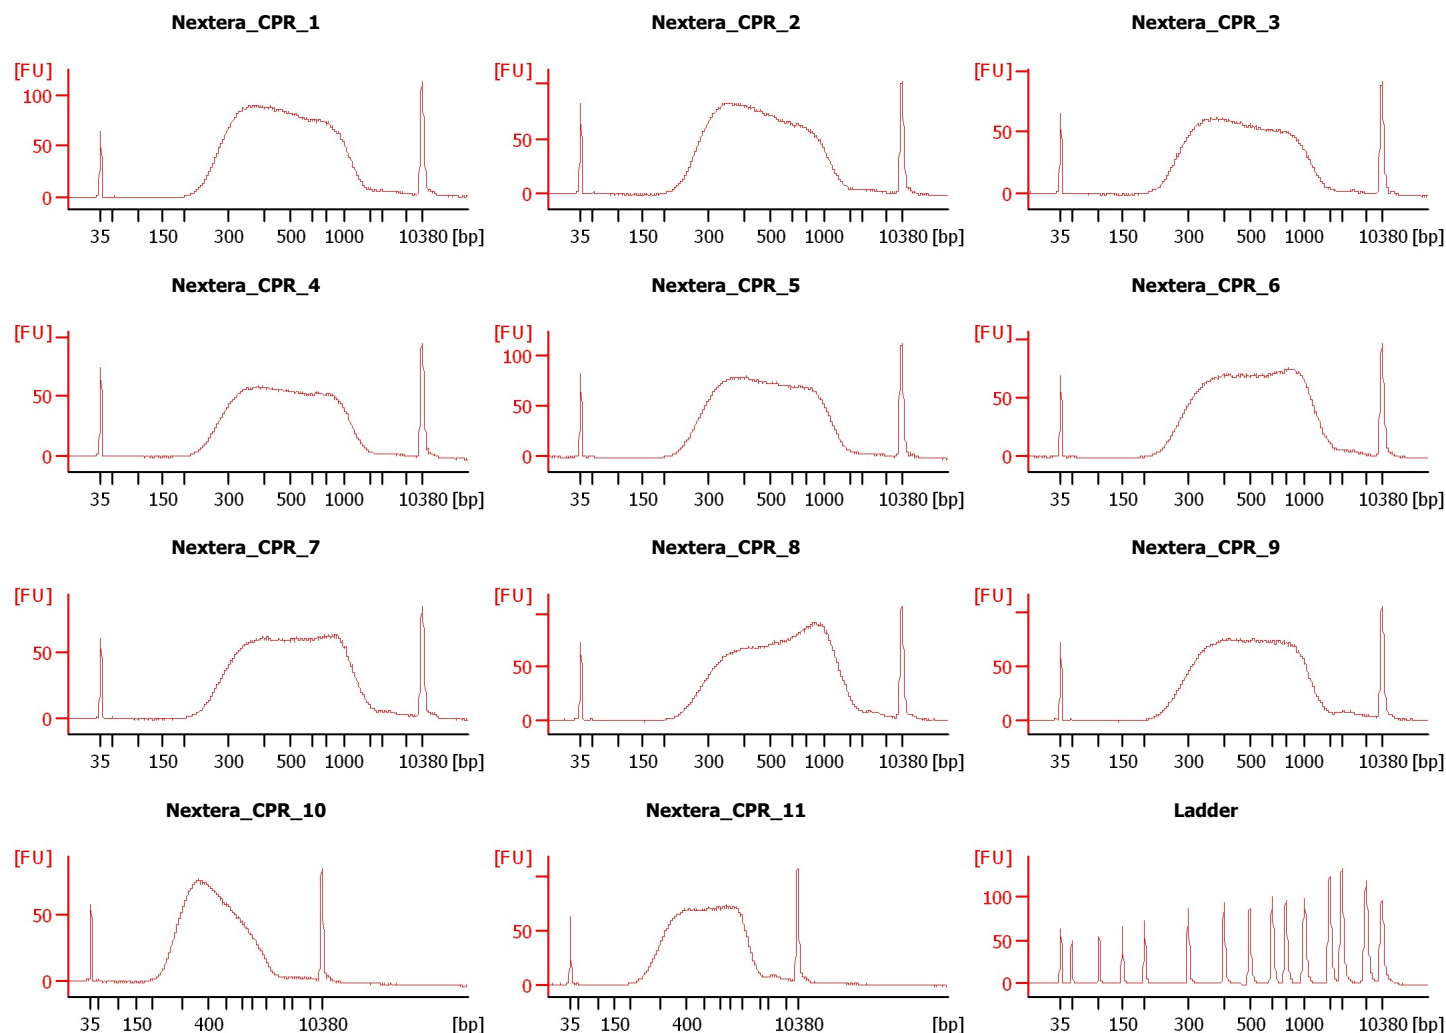 Nextera_CPR_1 Nextera_CPR_2 Nextera_CPR_3
[FU] [FU] [FU]
100
50 50 50
0 0 0
35 150 300 500 1000 10380 [bp] 35 150 300 500 1000 10380 [bp] 35 150 300 500 1000 10380 [bp]
Nextera_CPR_4 Nextera_CPR_5 Nextera_CPR_6
[FU] [FU] [FU]
100
50 50 50
0 0 0
35 150 300 500 1000 10380 [bp] 35 150 300 500 1000 10380 [bp] 35 150 300 500 1000 10380 [bp]
Nextera_CPR_7 Nextera_CPR_8 Nextera_CPR_9
[FU] [FU] [FU]
50 50 50
0 0 0
35 150 300 500 1000 10380 [bp] 35 150 300 500 1000 10380 [bp] 35 150 300 500 1000 10380 [bp]
Nextera_CPR_10 Nextera_CPR_11 Ladder
[FU] [FU] [FU]
100
50 50 50
0 0 0
35 150 400 10380 [bp] 35 150 400 10380 [bp] 35 150 300 500 1000 10380 [bp]